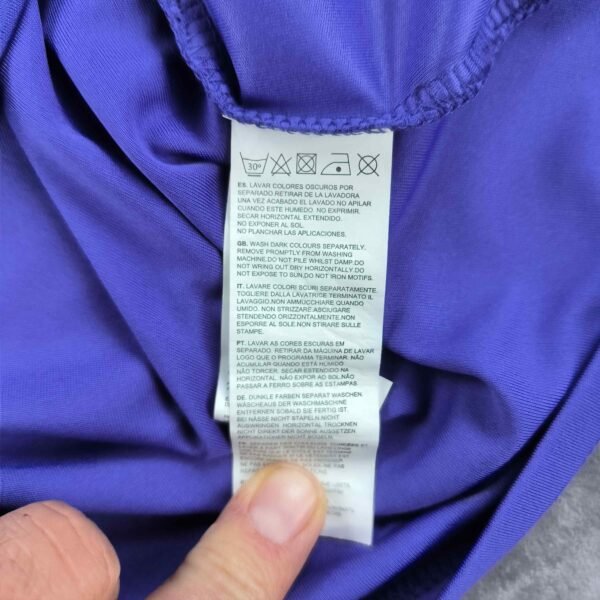 30º
ES. LAVAR COLORES OSCUROS POR
SEPARADO.RETIRAR DE LA LAVADORA
UNA VEZ ACABADO EL LAVADO NO APILAR
CUANDO ESTE HUMEDO. NO EXPRIMIR.
SECAR HORIZONTAL EXTENDIDO.
NO EXPONER AL SOL.
NO PLANCHAR LAS APLICACIONES.
GB. WASH DARK COLOURS SEPARATELY.
REMOVE PROMPTLY FROM WASHING
MACHINE.DO NOT PILE WHILST DAMP.DO
NOT WRING OUT.DRY HORIZONTALLY.DO
NOT EXPOSE TO SUN.DO NOT IRON MOTIFS.
IT. LAVARE COLORI SCURI SEPARATAMENTE.
TOGLIERE DALLA LAVATRICE TERMINATO IL
LAVAGGIO.NON AMMUCCHIARE QUANDO
UMIDO. NON STRIZZARE.ASCIUGARE
STENDENDO ORIZZONTALMENTE.NON
ESPORRE AL SOLE.NON STIRARE SULLE
STAMPE.
PT. LAVAR AS CORES ESCURAS EM
SEPARADO. RETIRAR DA MÁQUINA DE LAVAR
LOGO QUE O PROGRAMA TERMINAR. NÃO
ACUMULAR QUANDO ESTÁ HÚMIDO.
NÃO TORCER. SECAR ESTENDIDO NA
HORIZONTAL. NÃO EXPOR AO SOL.NÃO
PASSAR A FERRO SOBRE AS ESTAMPAS.
DE. DUNKLE FARBEN SEPARAT WASCHEN.
WÄSCHEAUS DER WASCHMASCHINE
ENTFERNEN SOBALD SIE FERTIG IST
BEI NÄSSE NICHT STAPELN. NICHT
AUSWRINGEN. HORIZONTAL TROCKNEN
NICHT DIREKT DER SONNE AUSSETZEN
APPLIKATIONEN NICHT BÜGELN.